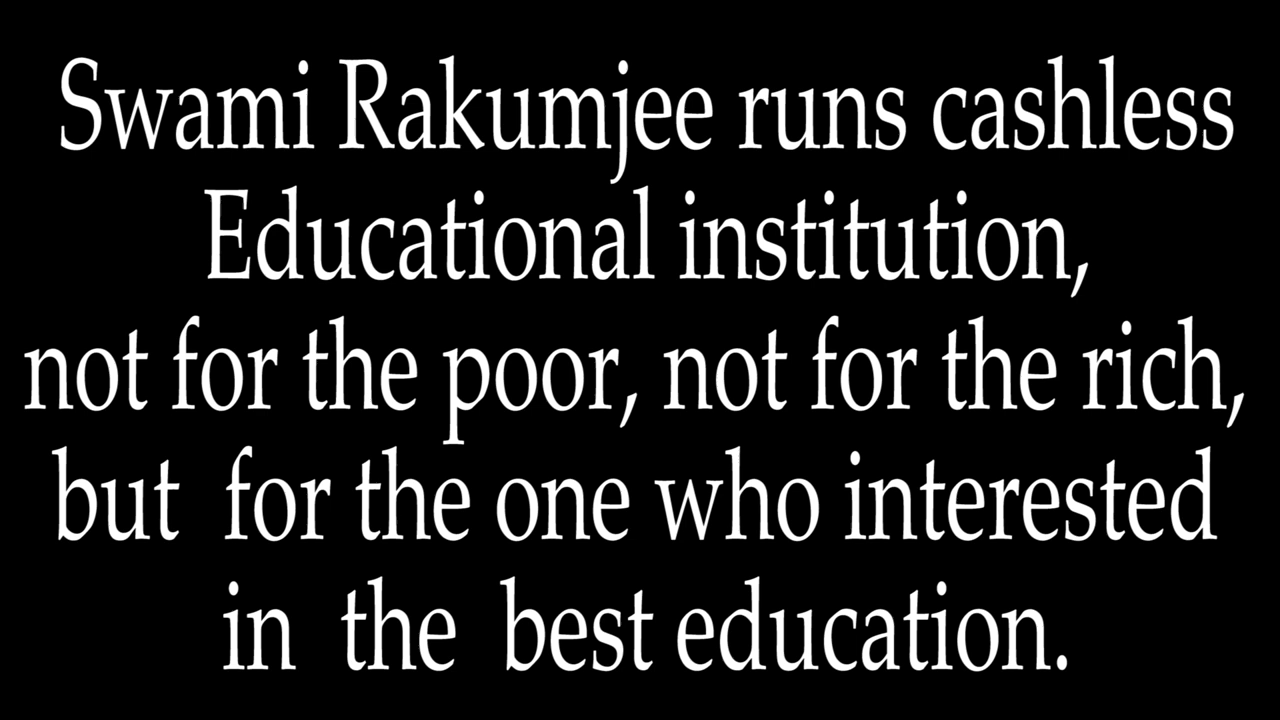 Swami Rakumjee runs cashless
Educational institution,
not for the poor, not for the rich,
but for the one who interested
in the best education.